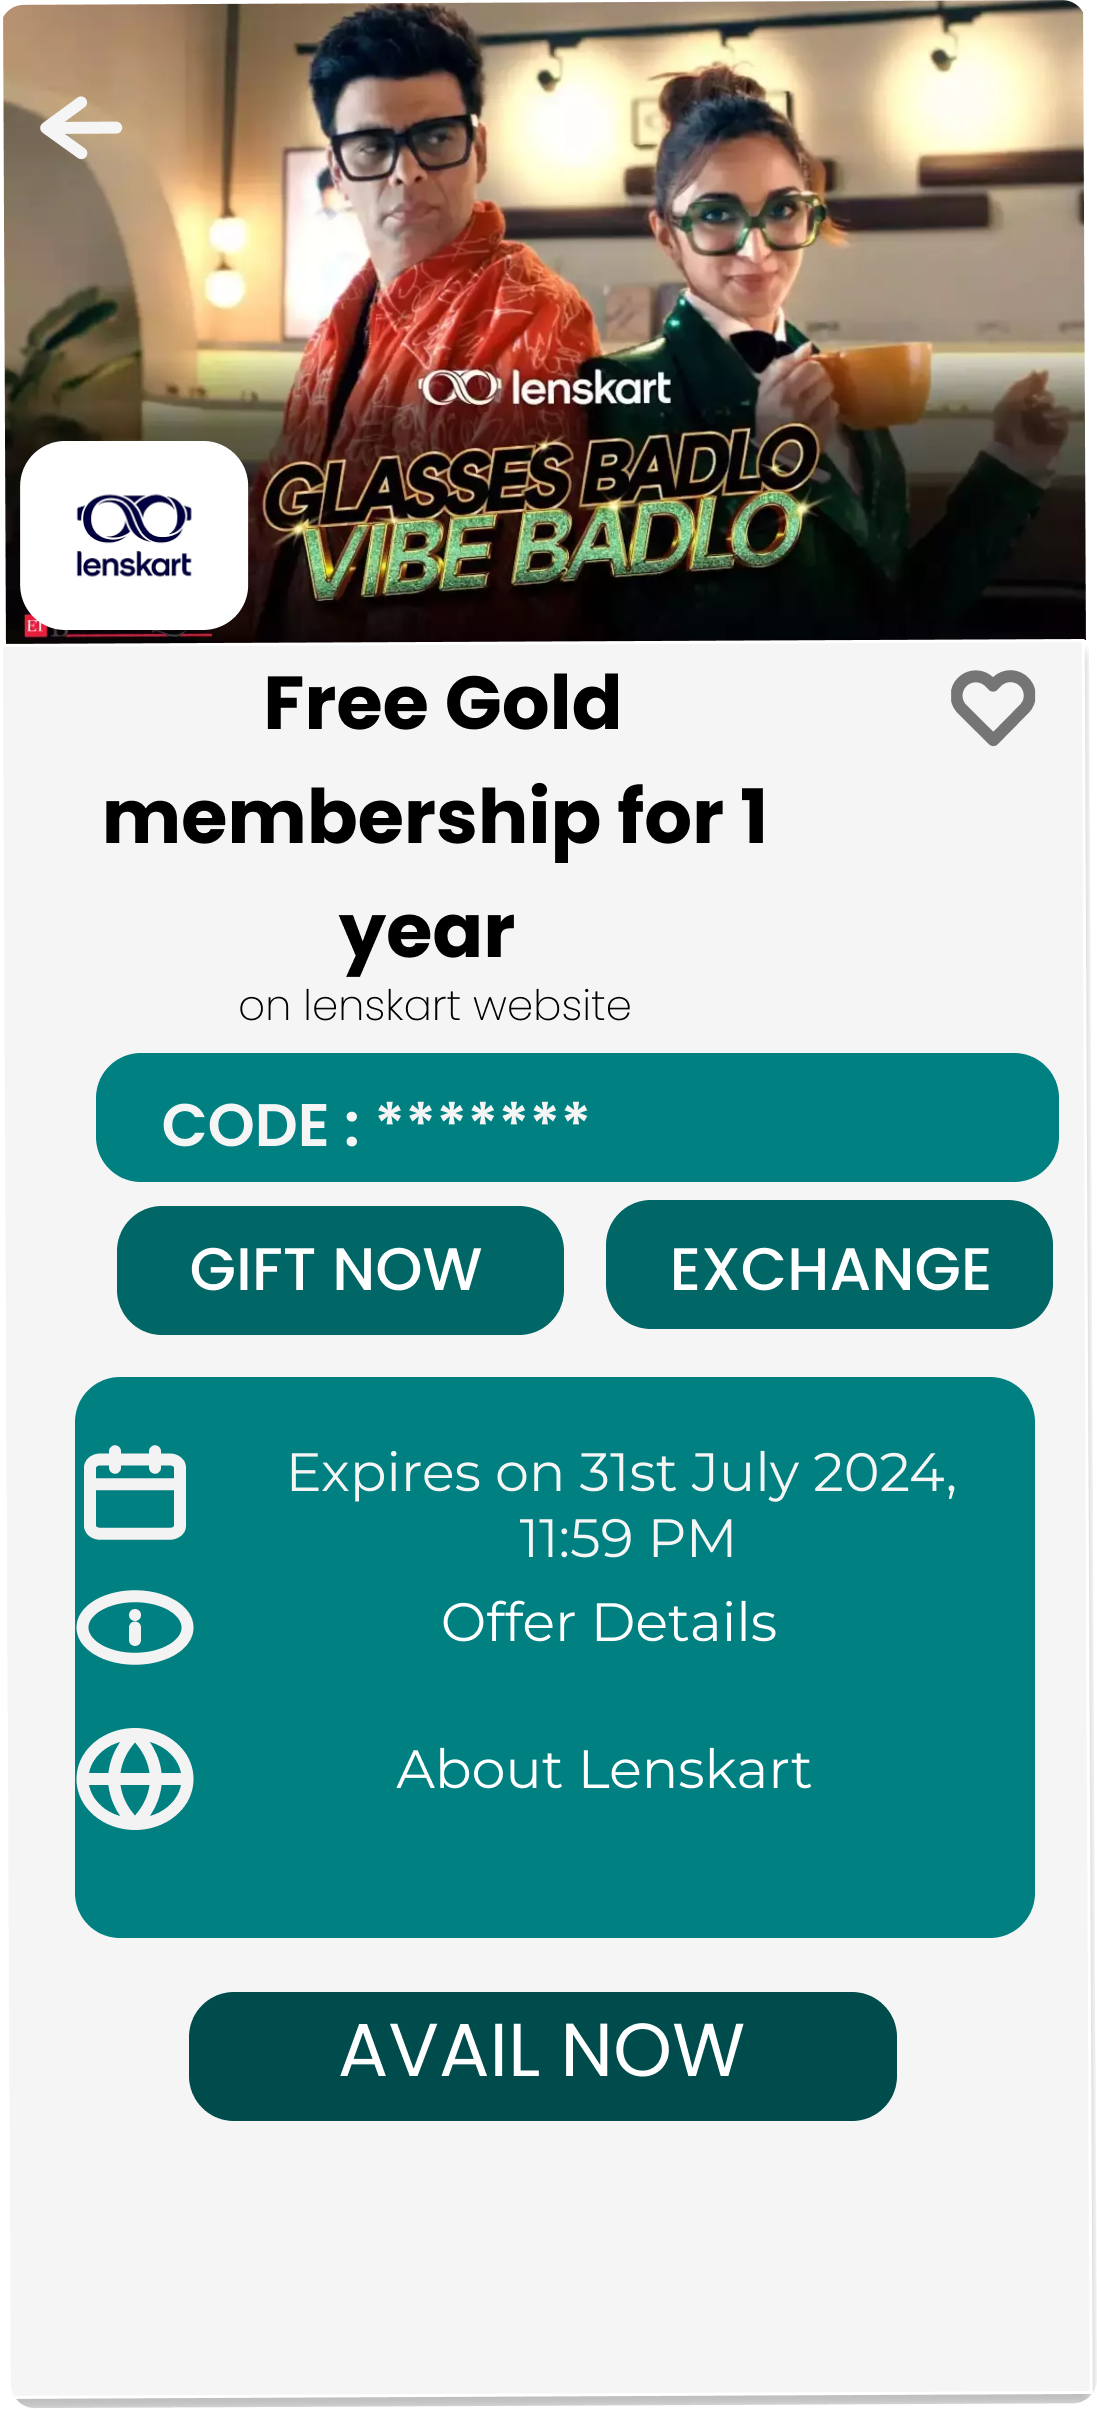 lenskart
GLASSES BADLO
VIBE BADLO
lenskart
ET
Free Gold
membership for 1
year
on lenskart website
CODE : *******
GIFT NOW
EXCHANGE
Expires on 31st July 2024,
11:59 PM
Offer Details
About Lenskart
AVAIL NOW